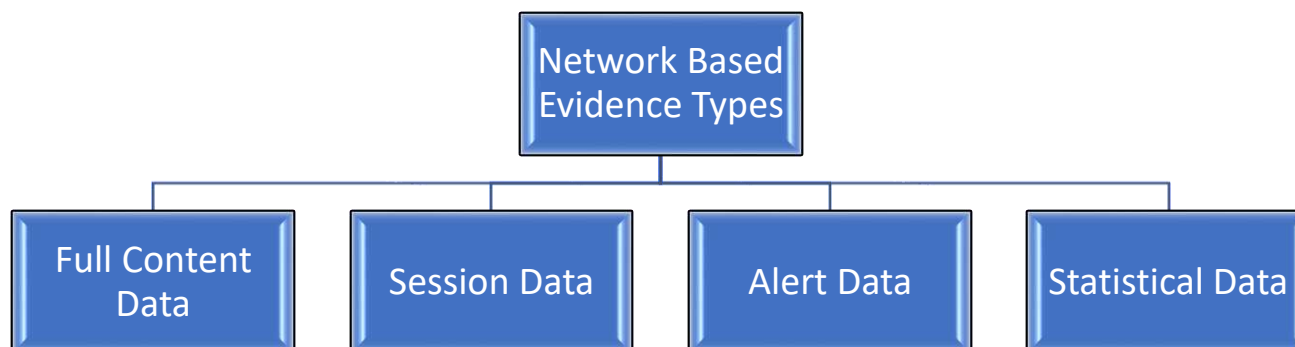 Network Based
Evidence Types
Full Content
Data
Session Data
Alert Data
Statistical Data